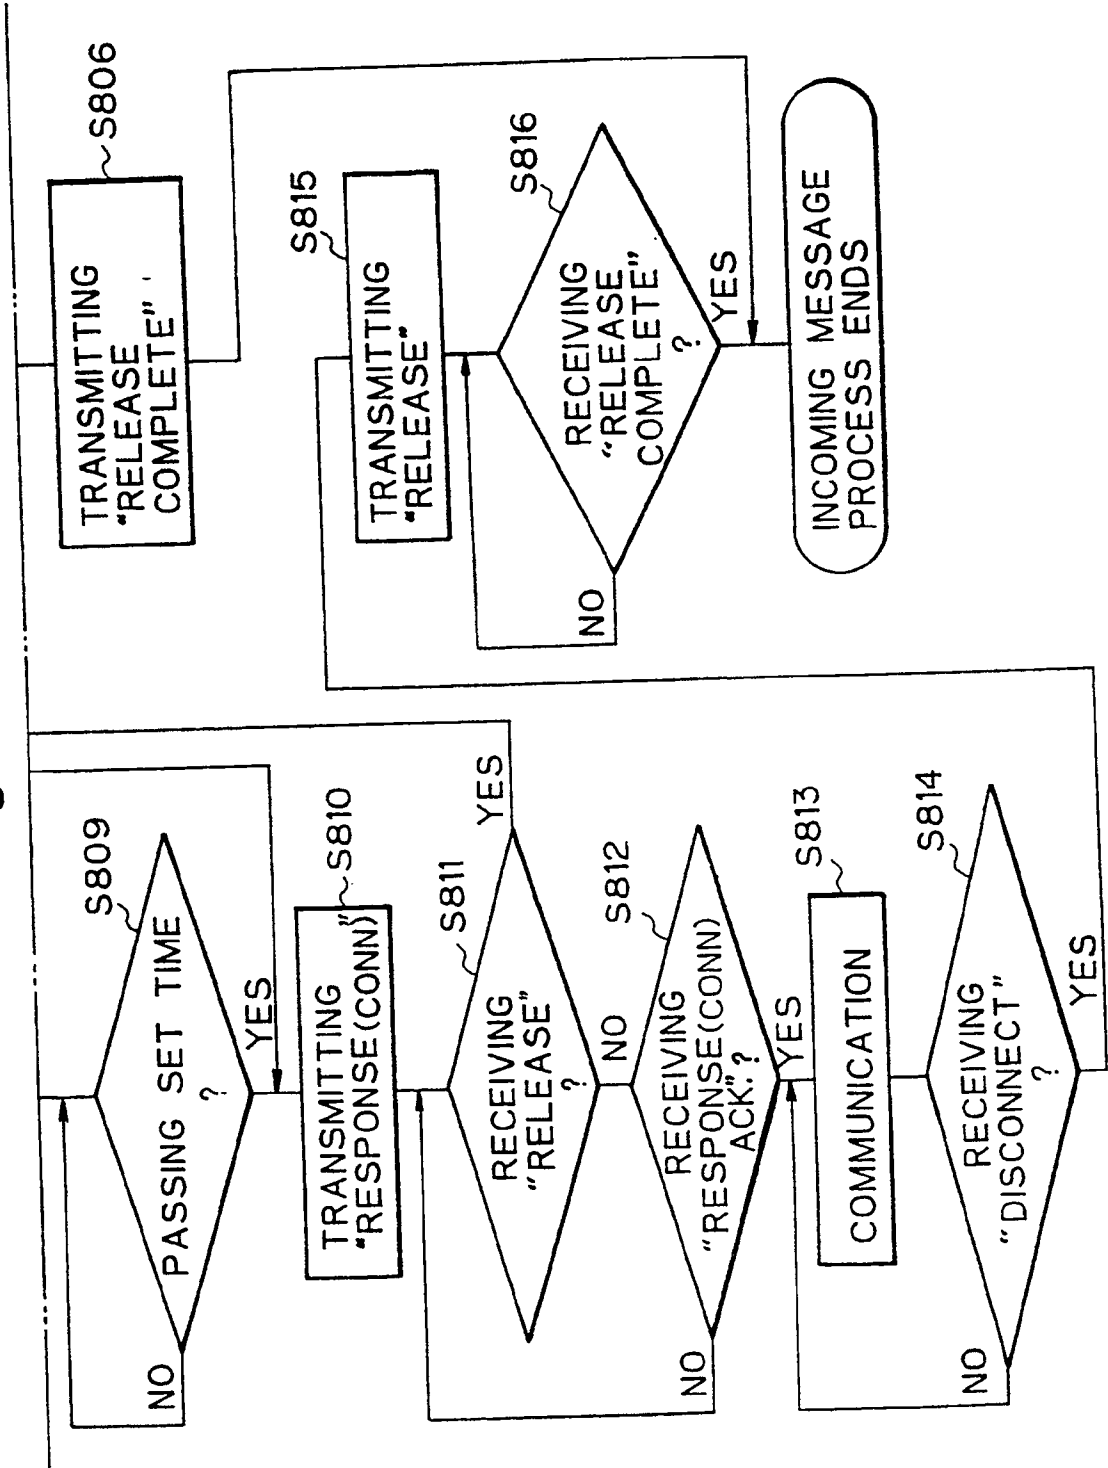 S809
PASSING SET TIME
?
NO
YES
S810
TRANSMITTING
"RESPONSE(CONN)"
S811
RECEIVING
"RELEASE"
?
YES
NO
S812
RECEIVING
"RESPONSE(CONN)
ACK"?
NO
YES
S813
COMMUNICATION
S814
RECEIVING
"DISCONNECT"
?
NO
YES
S806
TRANSMITTING
"RELEASE
COMPLETE"
S815
TRANSMITTING
"RELEASE"
S816
RECEIVING
"RELEASE
COMPLETE"
?
NO
YES
INCOMING MESSAGE
PROCESS ENDS